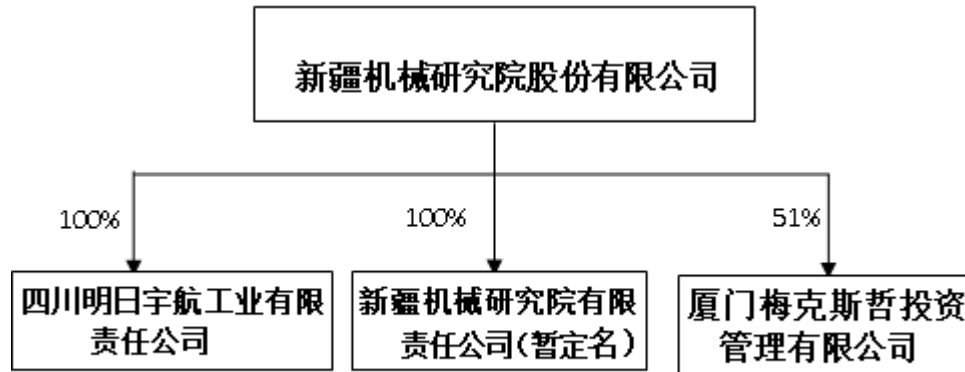 新疆机械研究院股份有限公司
100%
100%
51%
四川明日宇航工业有限
责任公司
新疆机械研究院有限
责任公司(暂定名)
厦门梅克斯哲投资
管理有限公司